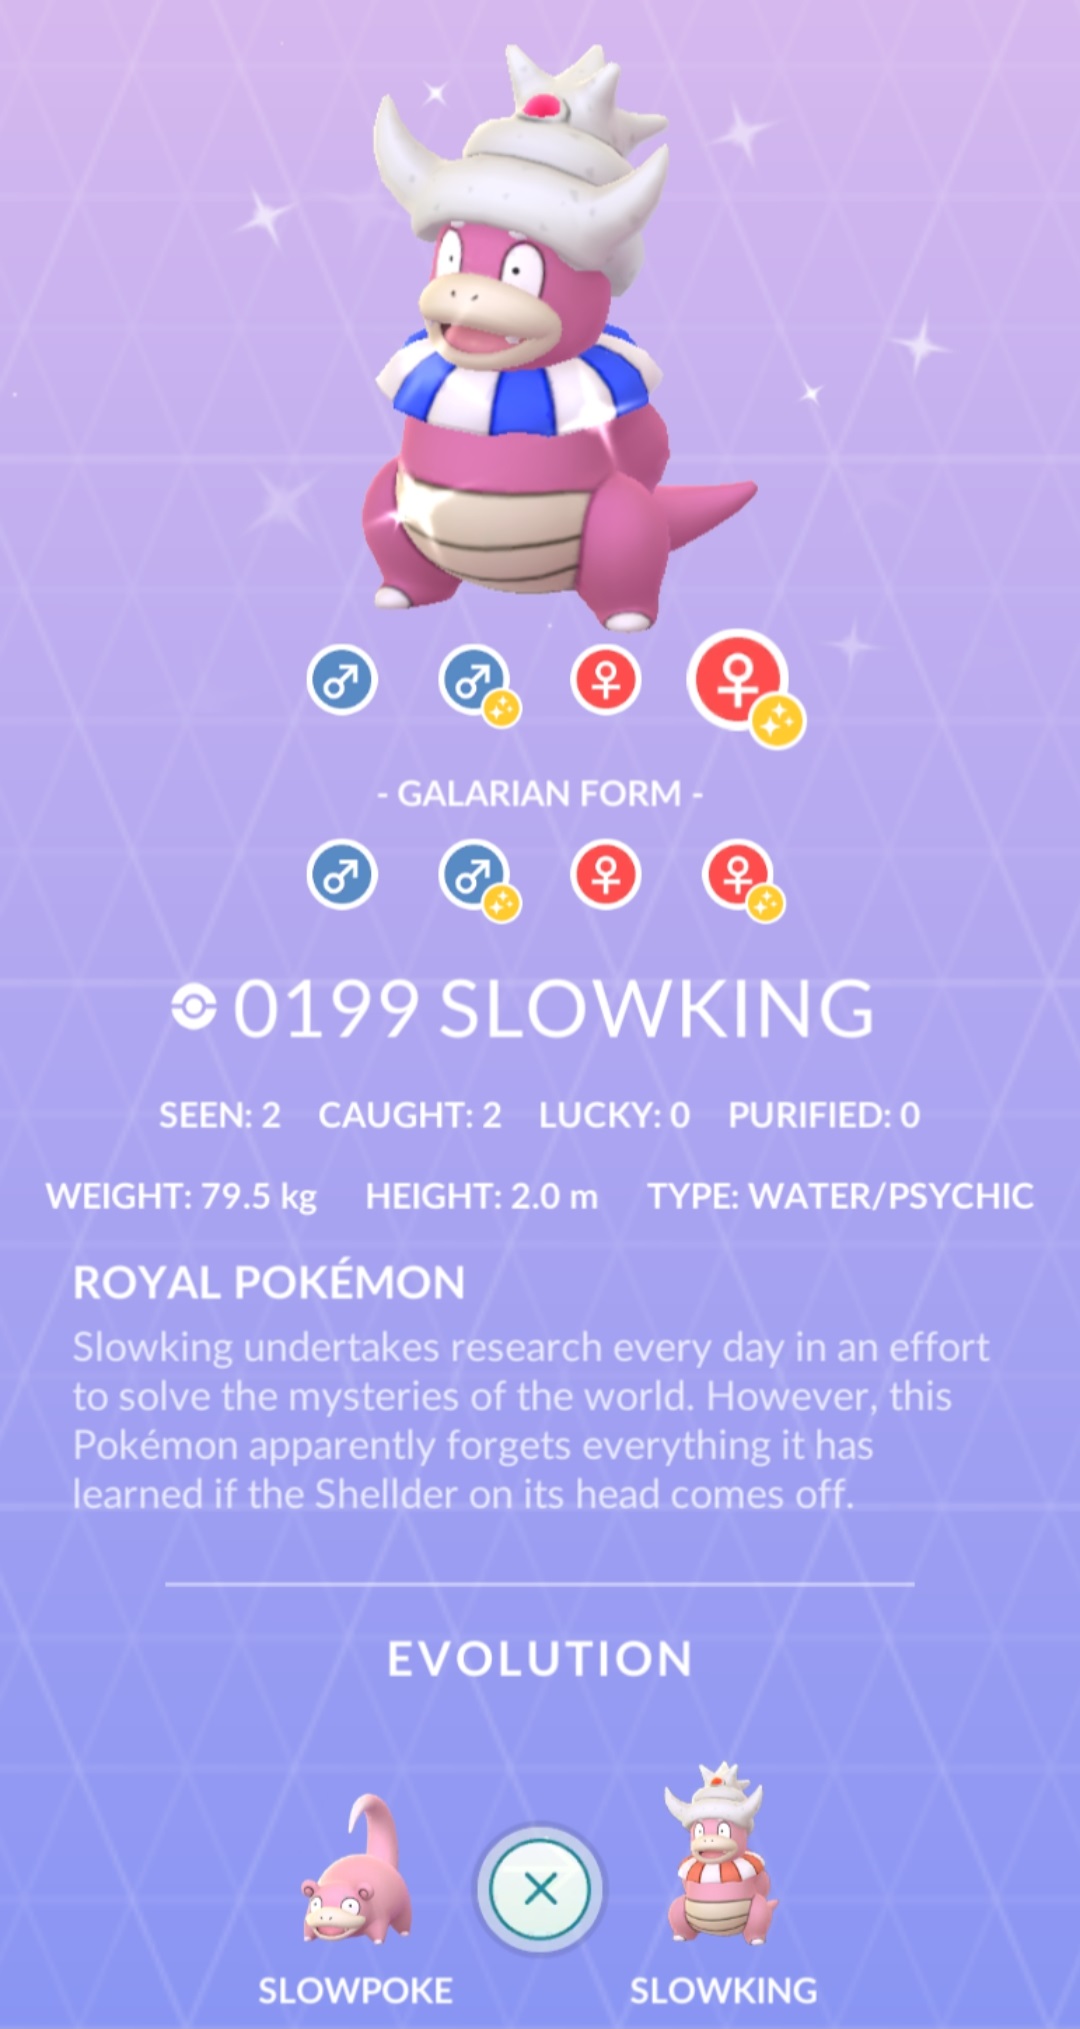 - GALARIAN FORM -
0199 SLOWKING
SEEN: 2 CAUGHT: 2 LUCKY: 0 PURIFIED: 0
WEIGHT: 79.5 kg HEIGHT: 2.0 m TYPE: WATER/PSYCHIC
ROYAL POKÉMON
Slowking undertakes research every day in an effort
to solve the mysteries of the world. However, this
Pokémon apparently forgets everything it has
learned if the Shellder on its head comes off.
EVOLUTION
SLOWPOKE SLOWKING